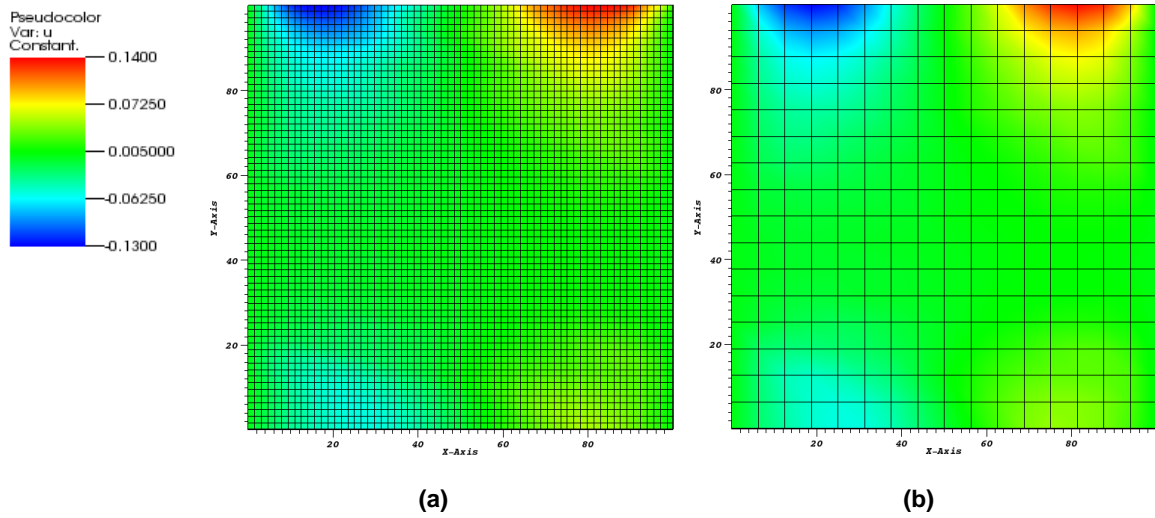 Pseudocolor
Var: u
Constant.
0.1400
0.07250
0.005000
-0.06250
-0.1300
80
60
40
20
Y-Axis
20 40 60 80
X-Axis
(a)
80
60
40
20
Y-Axis
20 40 60 80
X-Axis
(b)